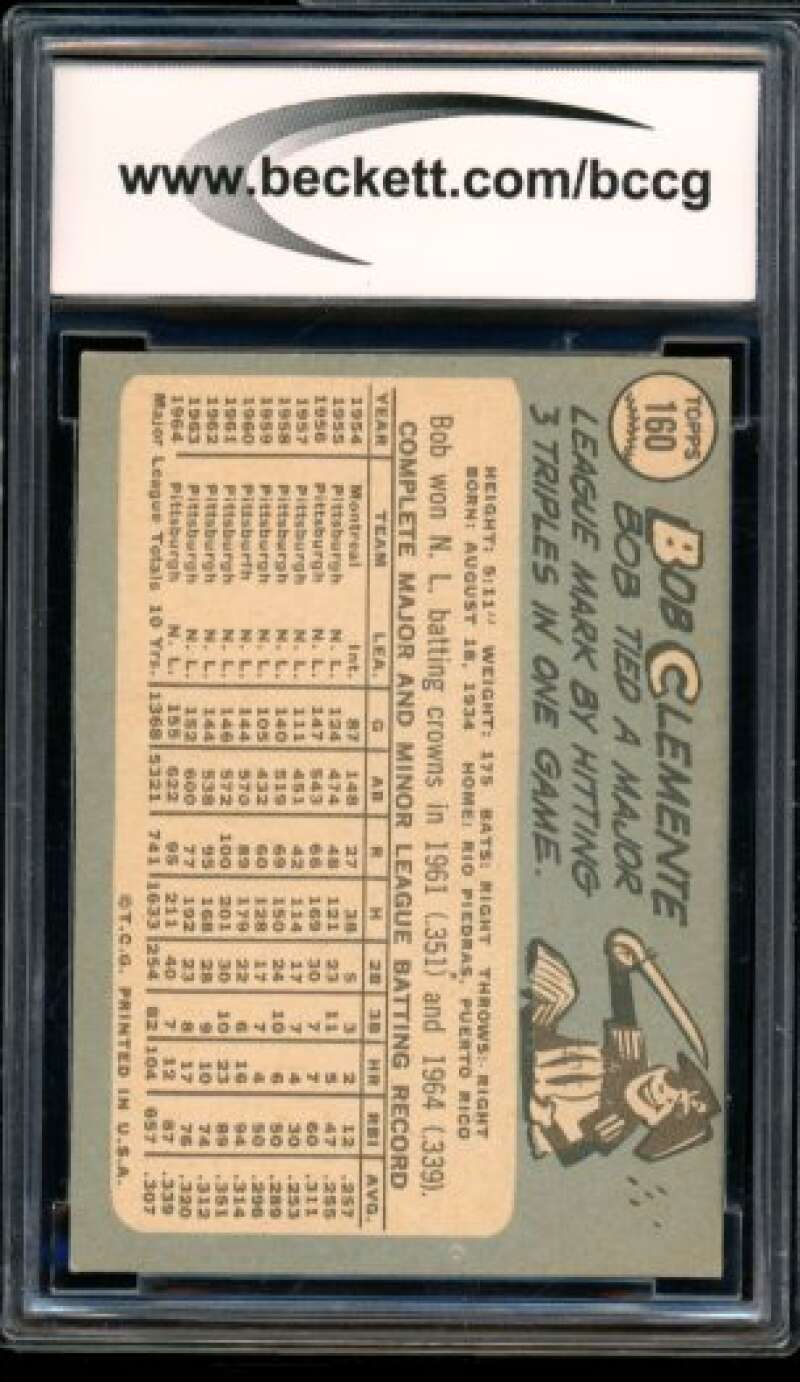 www.beckett.com/bccg
TOPPS
160
BOB CLEMENTE
BOB TIED A MAJOR
LEAGUE MARK BY HITTING
3 TRIPLES IN ONE GAME.
HEIGHT: 5:11" WEIGHT: 175 BATS: RIGHT THROWS: RIGHT
BORN: AUGUST 18, 1934 HOME: RIO PIEDRAS, PUERTO RICO
Bob won N. L. batting crowns in 1961 (.351) and 1964 (.339).
COMPLETE MAJOR AND MINOR LEAGUE BATTING RECORD
YEAR TEAM LEA. G AB R H 2B 3B HR RBI AVG.
1954 Montreal Int. 87 148 27 38 5 3 2 12 .257
1955 Pittsburgh N. L. 124 474 48 121 23 11 5 47 .255
1956 Pittsburgh N. L. 147 543 66 169 30 7 7 60 .311
1957 Pittsburgh N. L. 111 451 42 114 17 7 4 30 .253
1958 Pittsburgh N. L. 140 519 69 150 24 10 6 50 .289
1959 Pittsburgh N. L. 105 432 60 128 17 7 4 50 .296
1960 Pittsburfh N. L. 144 570 89 179 22 6 16 94 .314
1961 Pittsburgh N. L. 146 572 100 201 30 10 23 89 .351
1962 Pittsburgh N. L. 144 538 95 168 28 9 10 74 .312
1963 Pittsburgh N. L. 152 600 77 192 23 8 17 76 .320
1964 Pittsburgh N. L. 155 622 95 211 40 7 12 87 .339
Major League Totals 10 Yrs. 1368 5321 741 1633 254 82 104 657 .307
©T.C.G. PRINTED IN U.S.A.